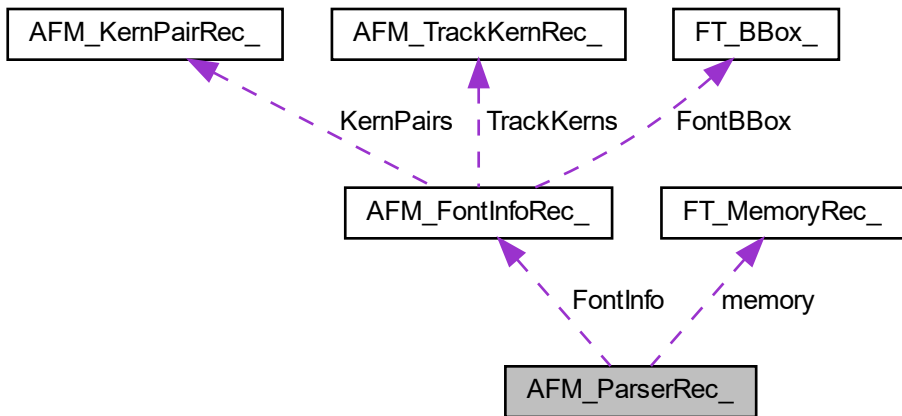 AFM_KernPairRec_
AFM_TrackKernRec_
FT_BBox_
KernPairs
TrackKerns
FontBBox
AFM_FontInfoRec_
FT_MemoryRec_
FontInfo
memory
AFM_ParserRec_